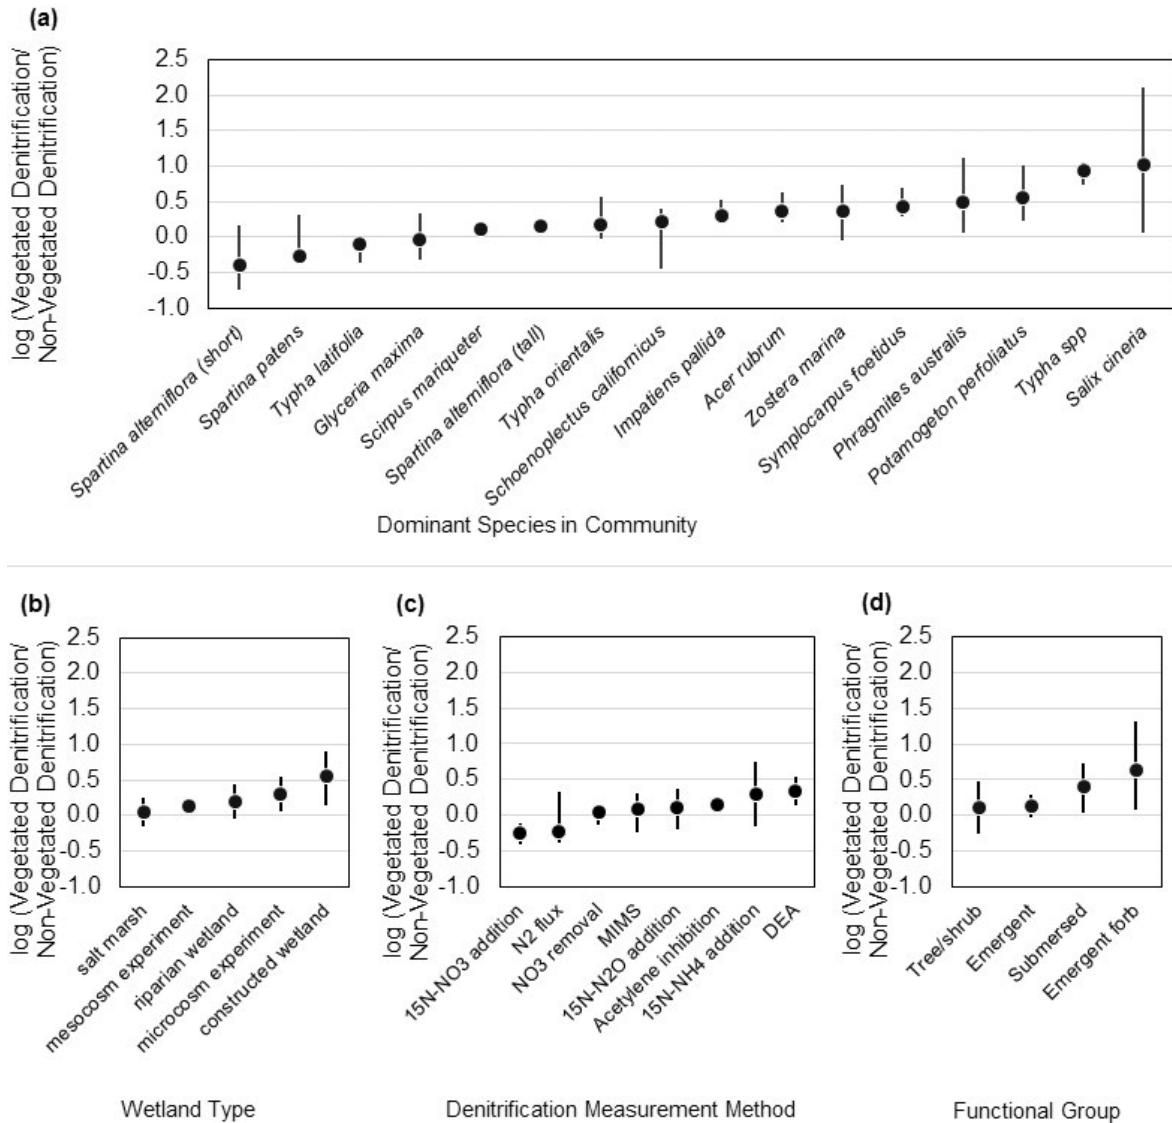 (a)
log (Vegetated Denitrification/
Non-Vegetated Denitrification)
2.5
2.0
1.5
1.0
0.5
0.0
-0.5
-1.0
Spartina alterniflora (short)
Spartina patens
Typha latifolia
Glyceria maxima
Scirpus mariqueter
Spartina alterniflora (tall)
Typha orientalis
Schoenoplectus californicus
Impatiens pallida
Acer rubrum
Zostera marina
Symplocarpus foetidus
Phragmites australis
Potamogeton perfoliatus
Typha spp
Salix cineria
Dominant Species in Community
(b)
log (Vegetated Denitrification/
Non-Vegetated Denitrification)
2.5
2.0
1.5
1.0
0.5
0.0
-0.5
-1.0
salt marsh
mesocosm experiment
riparian wetland
microcosm experiment
constructed wetland
Wetland Type
(c)
log (Vegetated Denitrification/
Non-Vegetated Denitrification)
2.5
2.0
1.5
1.0
0.5
0.0
-0.5
-1.0
15N-NO3 addition
N2 flux
NO3 removal
MIMS
15N-N2O addition
Acetylene inhibition
15N-NH4 addition
DEA
Denitrification Measurement Method
(d)
log (Vegetated Denitrification/
Non-Vegetated Denitrification)
2.5
2.0
1.5
1.0
0.5
0.0
-0.5
-1.0
Tree/shrub
Emergent
Submersed
Emergent forb
Functional Group